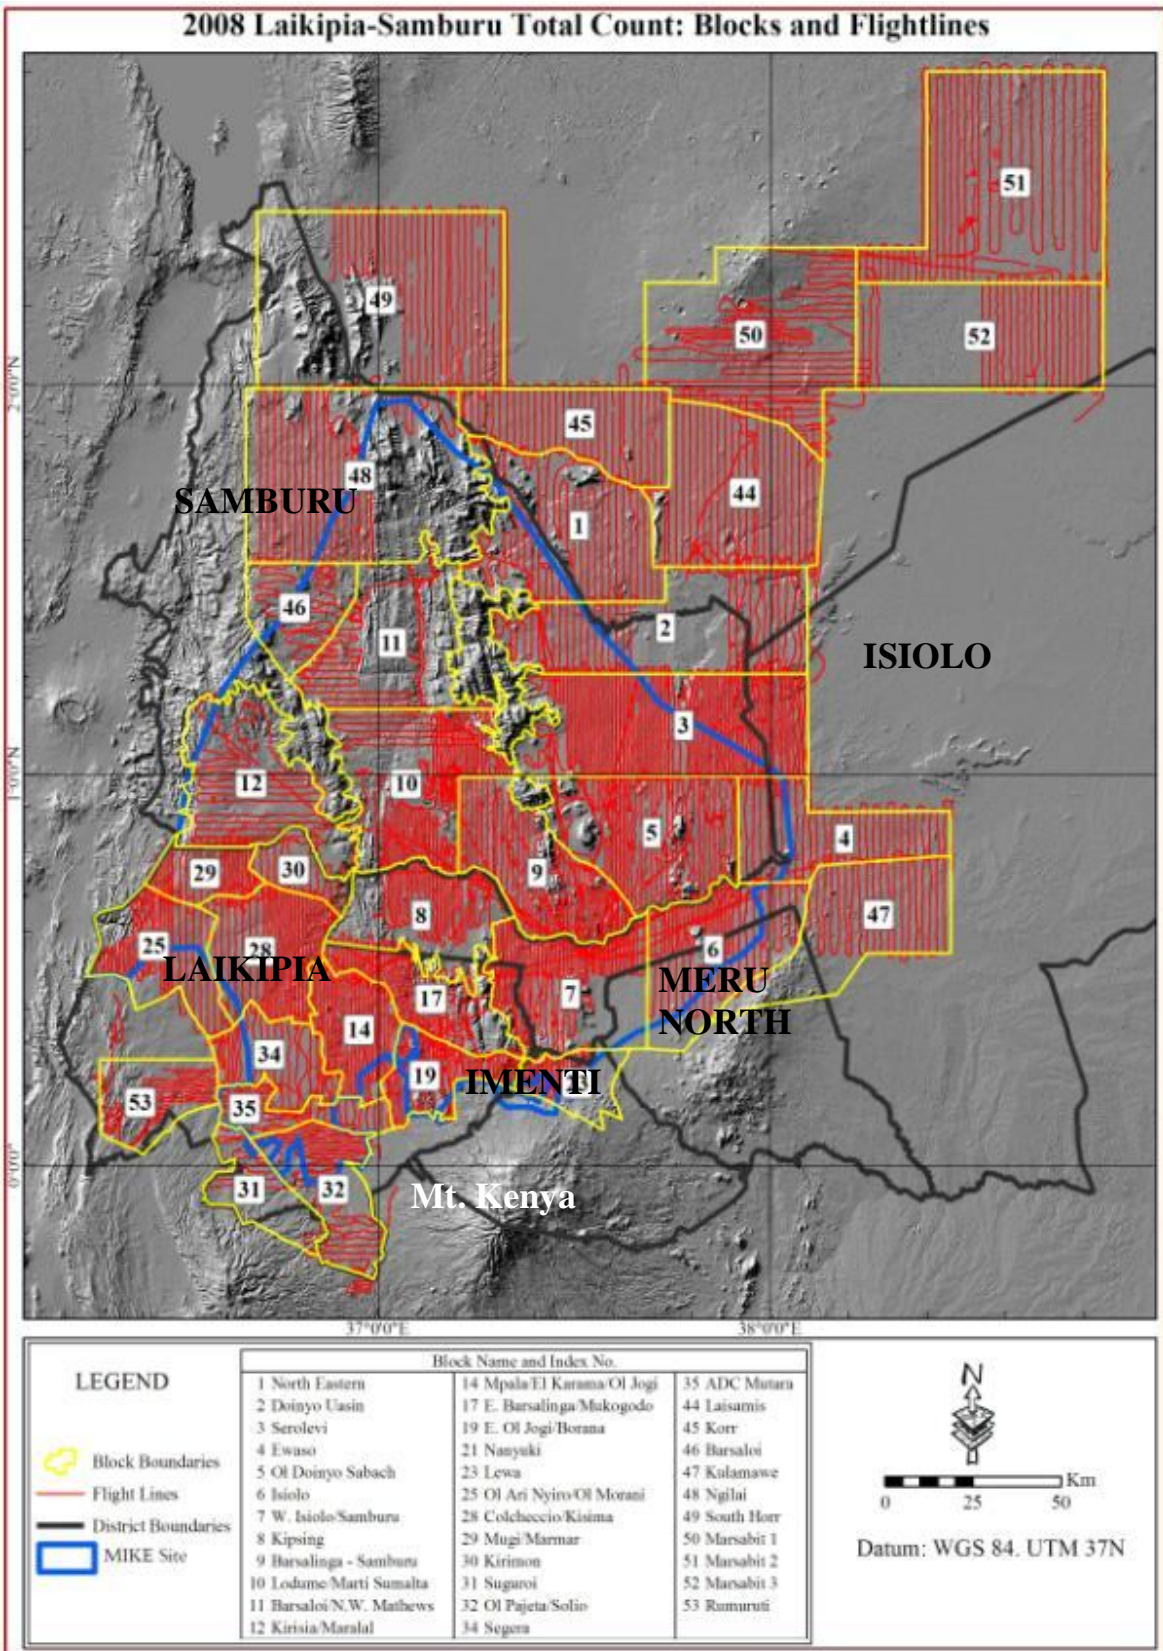 2008 Laikipia-Samburu Total Count: Blocks and Flightlines
51
49
50
52
2°0'0"N
45
48
44
SAMBURU
1
46
2
11
ISIOLO
3
1°0'0"N
12
10
5
4
29
30
9
8
47
25
28
6
LAIKIPIA
MERU
NORTH
17
7
14
34
19
IMENTI
53
35
0°0'0"
31
32
Mt. Kenya
37°0'0"E
38°0'0"E
LEGEND
Block Boundaries
Flight Lines
District Boundaries
MIKE Site
Block Name and Index No.
1 North Eastern
2 Doinyo Uasin
3 Serolevi
4 Ewaso
5 Ol Doinyo Sabach
6 Isiolo
7 W. Isiolo/Samburu
8 Kipsing
9 Barsalinga - Samburu
10 Lodume/Marti Sumalta
11 Barsaloi/N.W. Mathews
12 Kirisia/Maralal
14 Mpala/El Karama/Ol Jogi
17 E. Barsalinga/Mukogodo
19 E. Ol Jogi/Borana
21 Nanyuki
23 Lewa
25 Ol Ari Nyiro/Ol Morani
28 Colcheccio/Kisima
29 Mugi/Marmar
30 Kirimon
31 Suguroi
32 Ol Pajeta/Solio
34 Segera
35 ADC Mutara
44 Laisamis
45 Korr
46 Barsaloi
47 Kulamawe
48 Ngilai
49 South Horr
50 Marsabit 1
51 Marsabit 2
52 Marsabit 3
53 Rumuruti
N
Km
0 25 50
Datum: WGS 84. UTM 37N